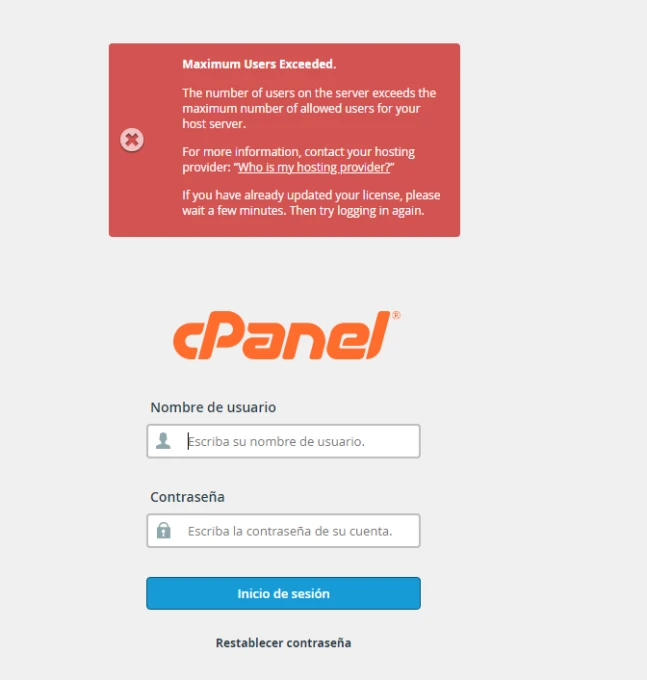 Maximum Users Exceeded.
The number of users on the server exceeds the
maximum number of allowed users for your
host server.
For more information, contact your hosting
provider: "Who is my hosting provider?"
If you have already updated your license, please
wait a few minutes. Then try logging in again.
cPanel®
Nombre de usuario
Escriba su nombre de usuario.
Contraseña
Escriba la contraseña de su cuenta.
Inicio de sesión
Restablecer contraseña